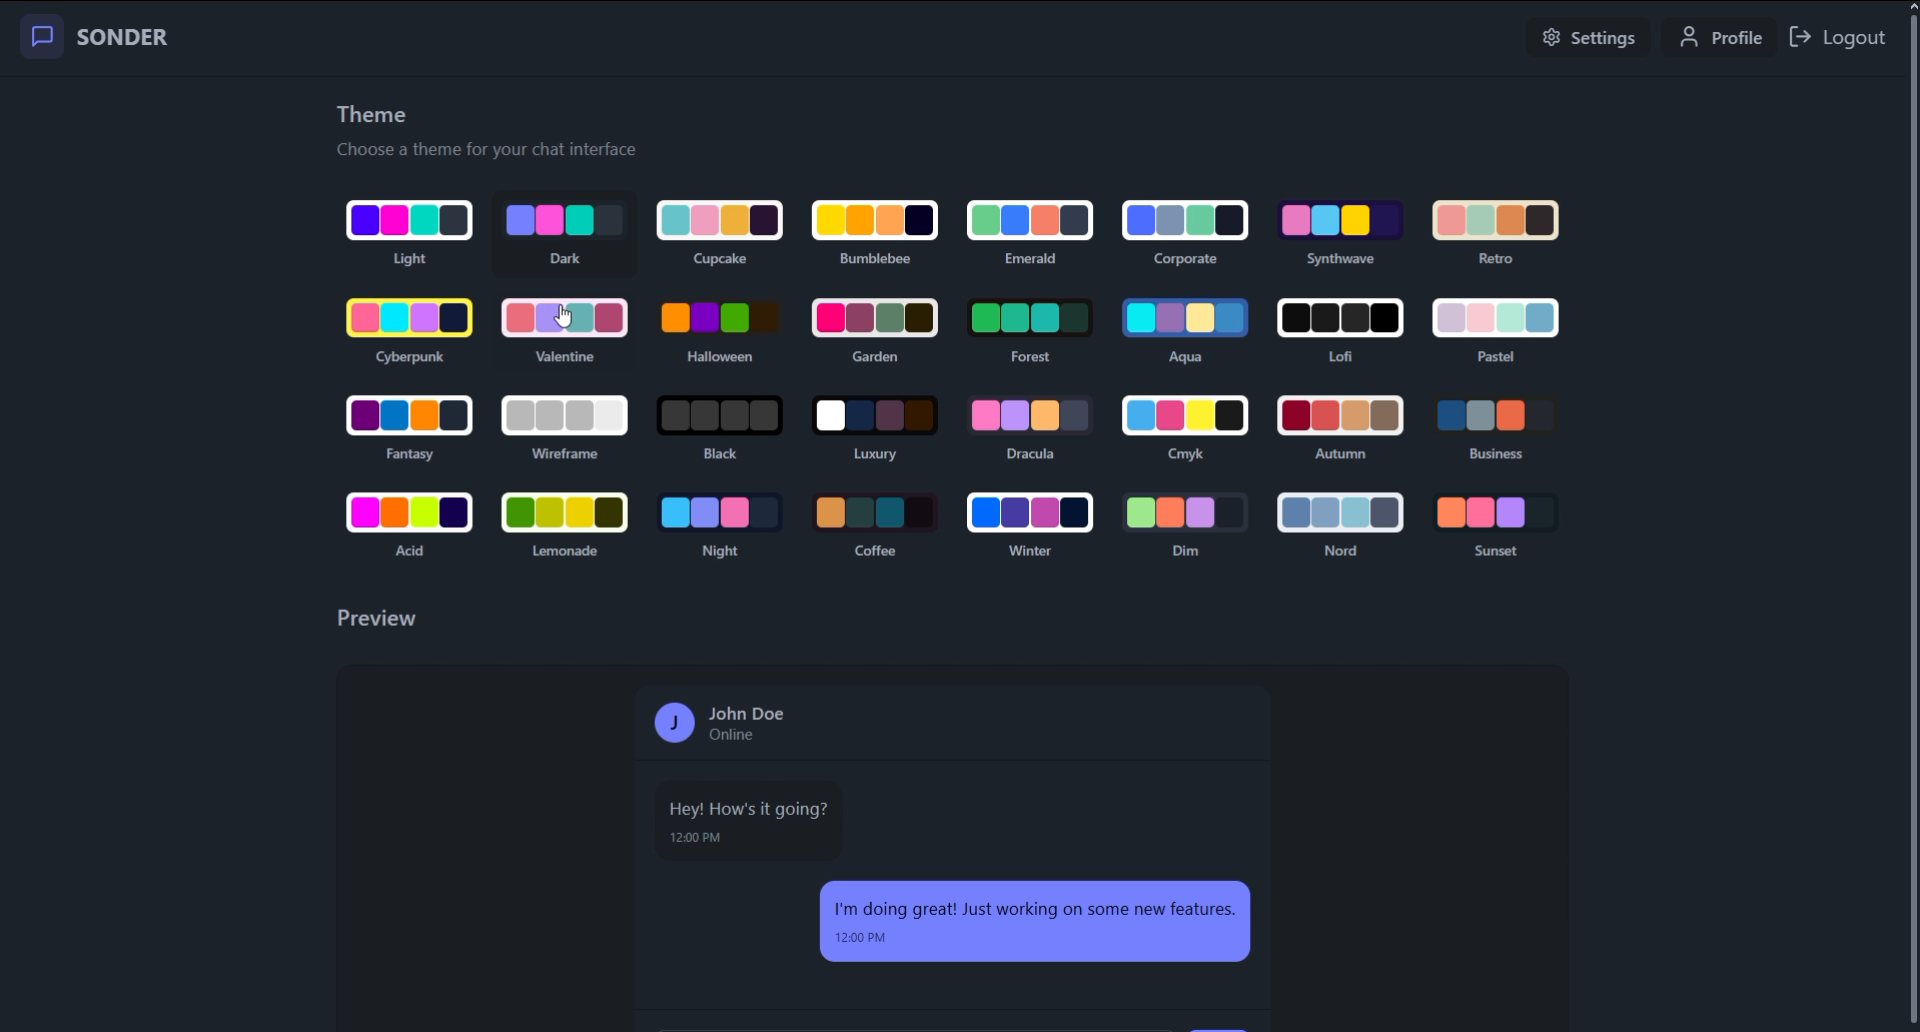 SONDER
Settings
Profile
Logout
Theme
Choose a theme for your chat interface
Light
Dark
Cupcake
Bumblebee
Emerald
Corporate
Synthwave
Retro
Cyberpunk
Valentine
Halloween
Garden
Forest
Aqua
Lofi
Pastel
Fantasy
Wireframe
Black
Luxury
Dracula
Cmyk
Autumn
Business
Acid
Lemonade
Night
Coffee
Winter
Dim
Nord
Sunset
Preview
J
John Doe
Online
Hey! How's it going?
12:00 PM
I'm doing great! Just working on some new features.
12:00 PM